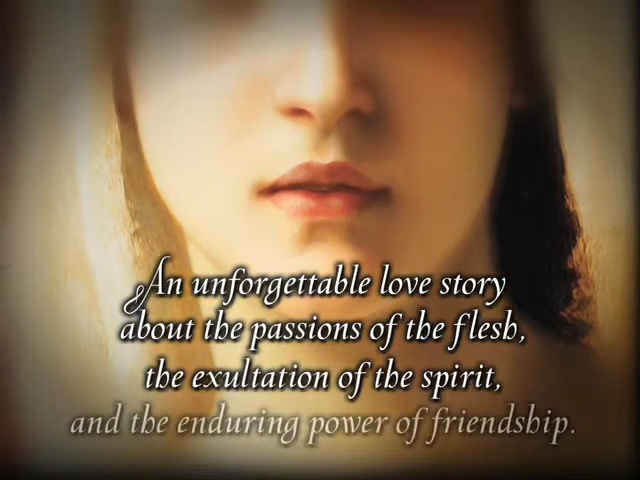 An unforgettable love story
about the passions of the flesh,
the exultation of the spirit,
and the enduring power of friendship.